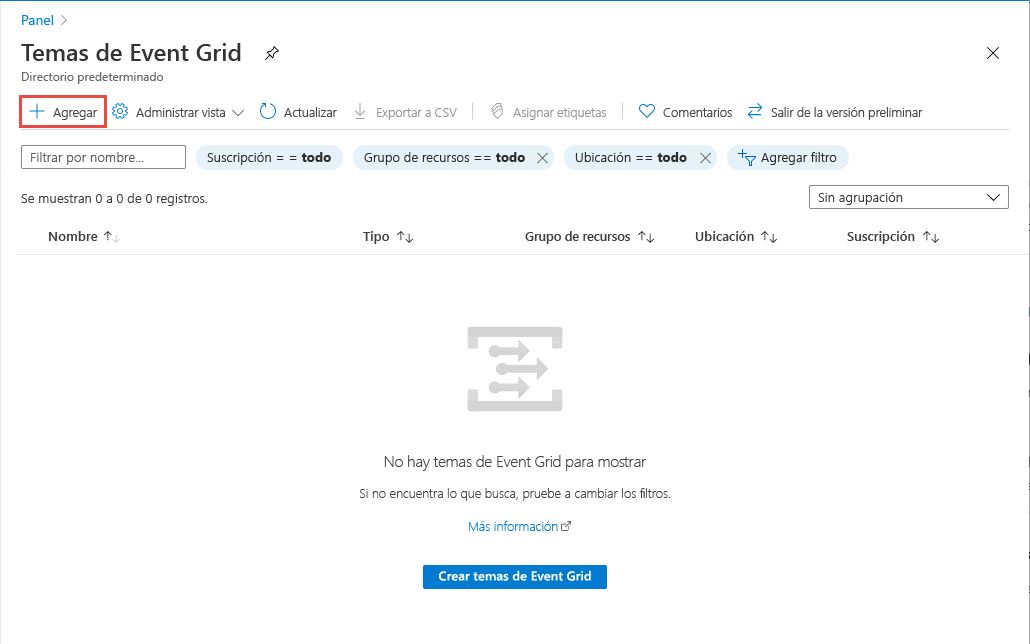 Panel
Temas de Event Grid
Directorio predeterminado
Agregar Administrar vista Actualizar Exportar a CSV Asignar etiquetas Comentarios Salir de la versión preliminar
Filtrar por nombre... Suscripción = = todo Grupo de recursos == todo Ubicación == todo Agregar filtro
Se muestran 0 a 0 de 0 registros. Sin agrupación
Nombre Tipo Grupo de recursos Ubicación Suscripción
No hay temas de Event Grid para mostrar
Si no encuentra lo que busca, pruebe a cambiar los filtros.
Más información
Crear temas de Event Grid